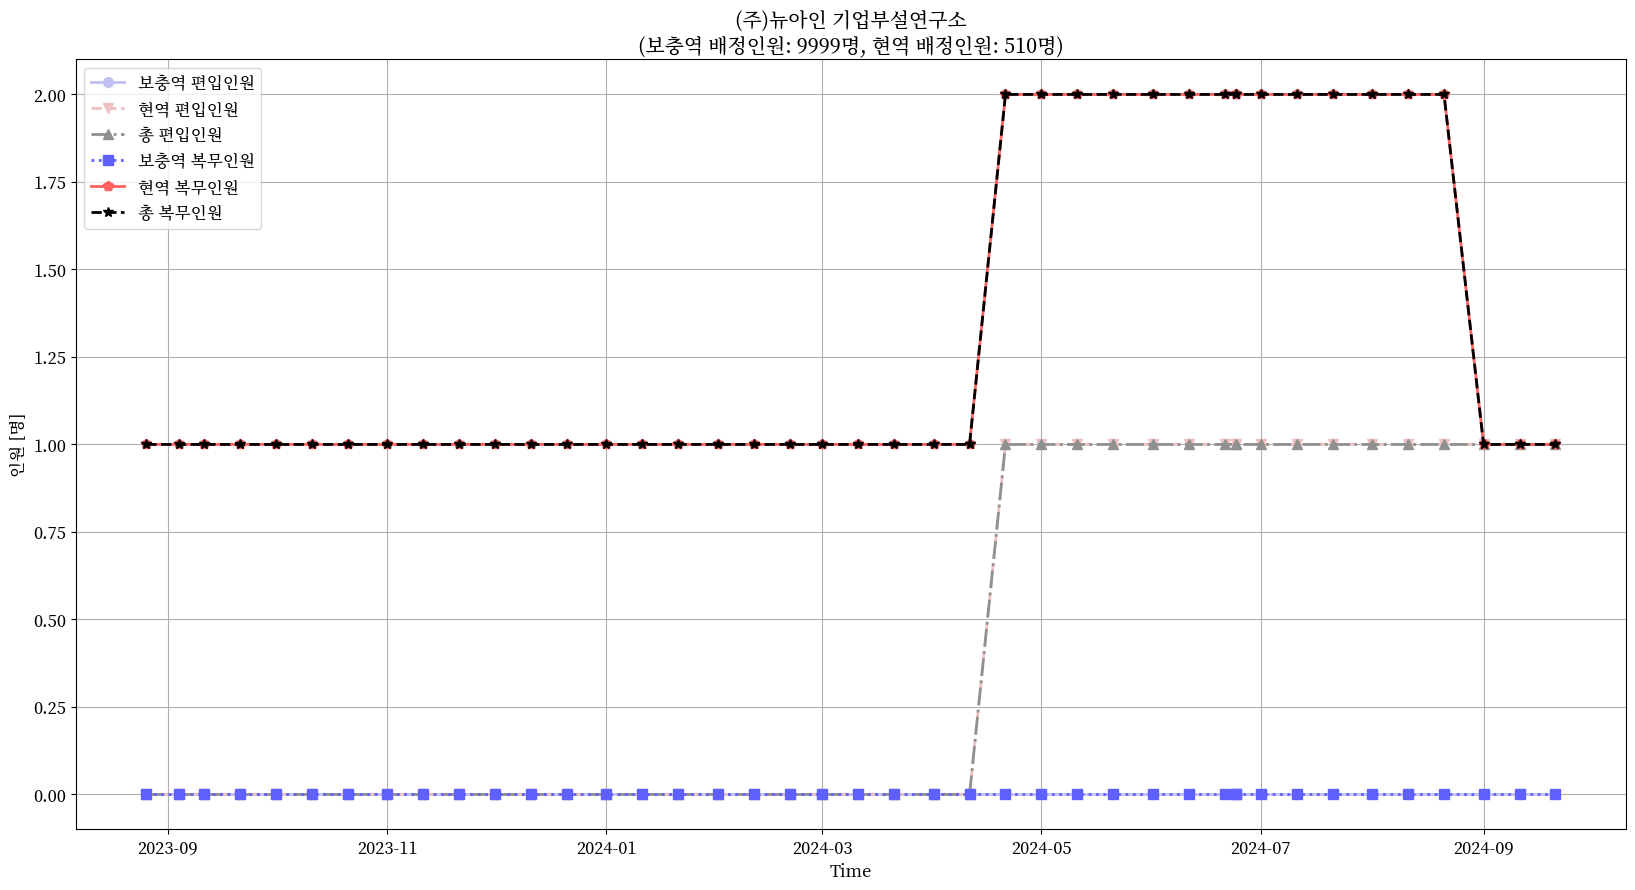 (주)뉴아인 기업부설연구소
(보충역 배정인원: 9999명, 현역 배정인원: 510명)
보충역 편입인원
현역 편입인원
총 편입인원
보충역 복무인원
현역 복무인원
총 복무인원
2.00
1.75
1.50
1.25
1.00
0.75
0.50
0.25
0.00
인원 [명]
2023-09 2023-11 2024-01 2024-03 2024-05 2024-07 2024-09
Time